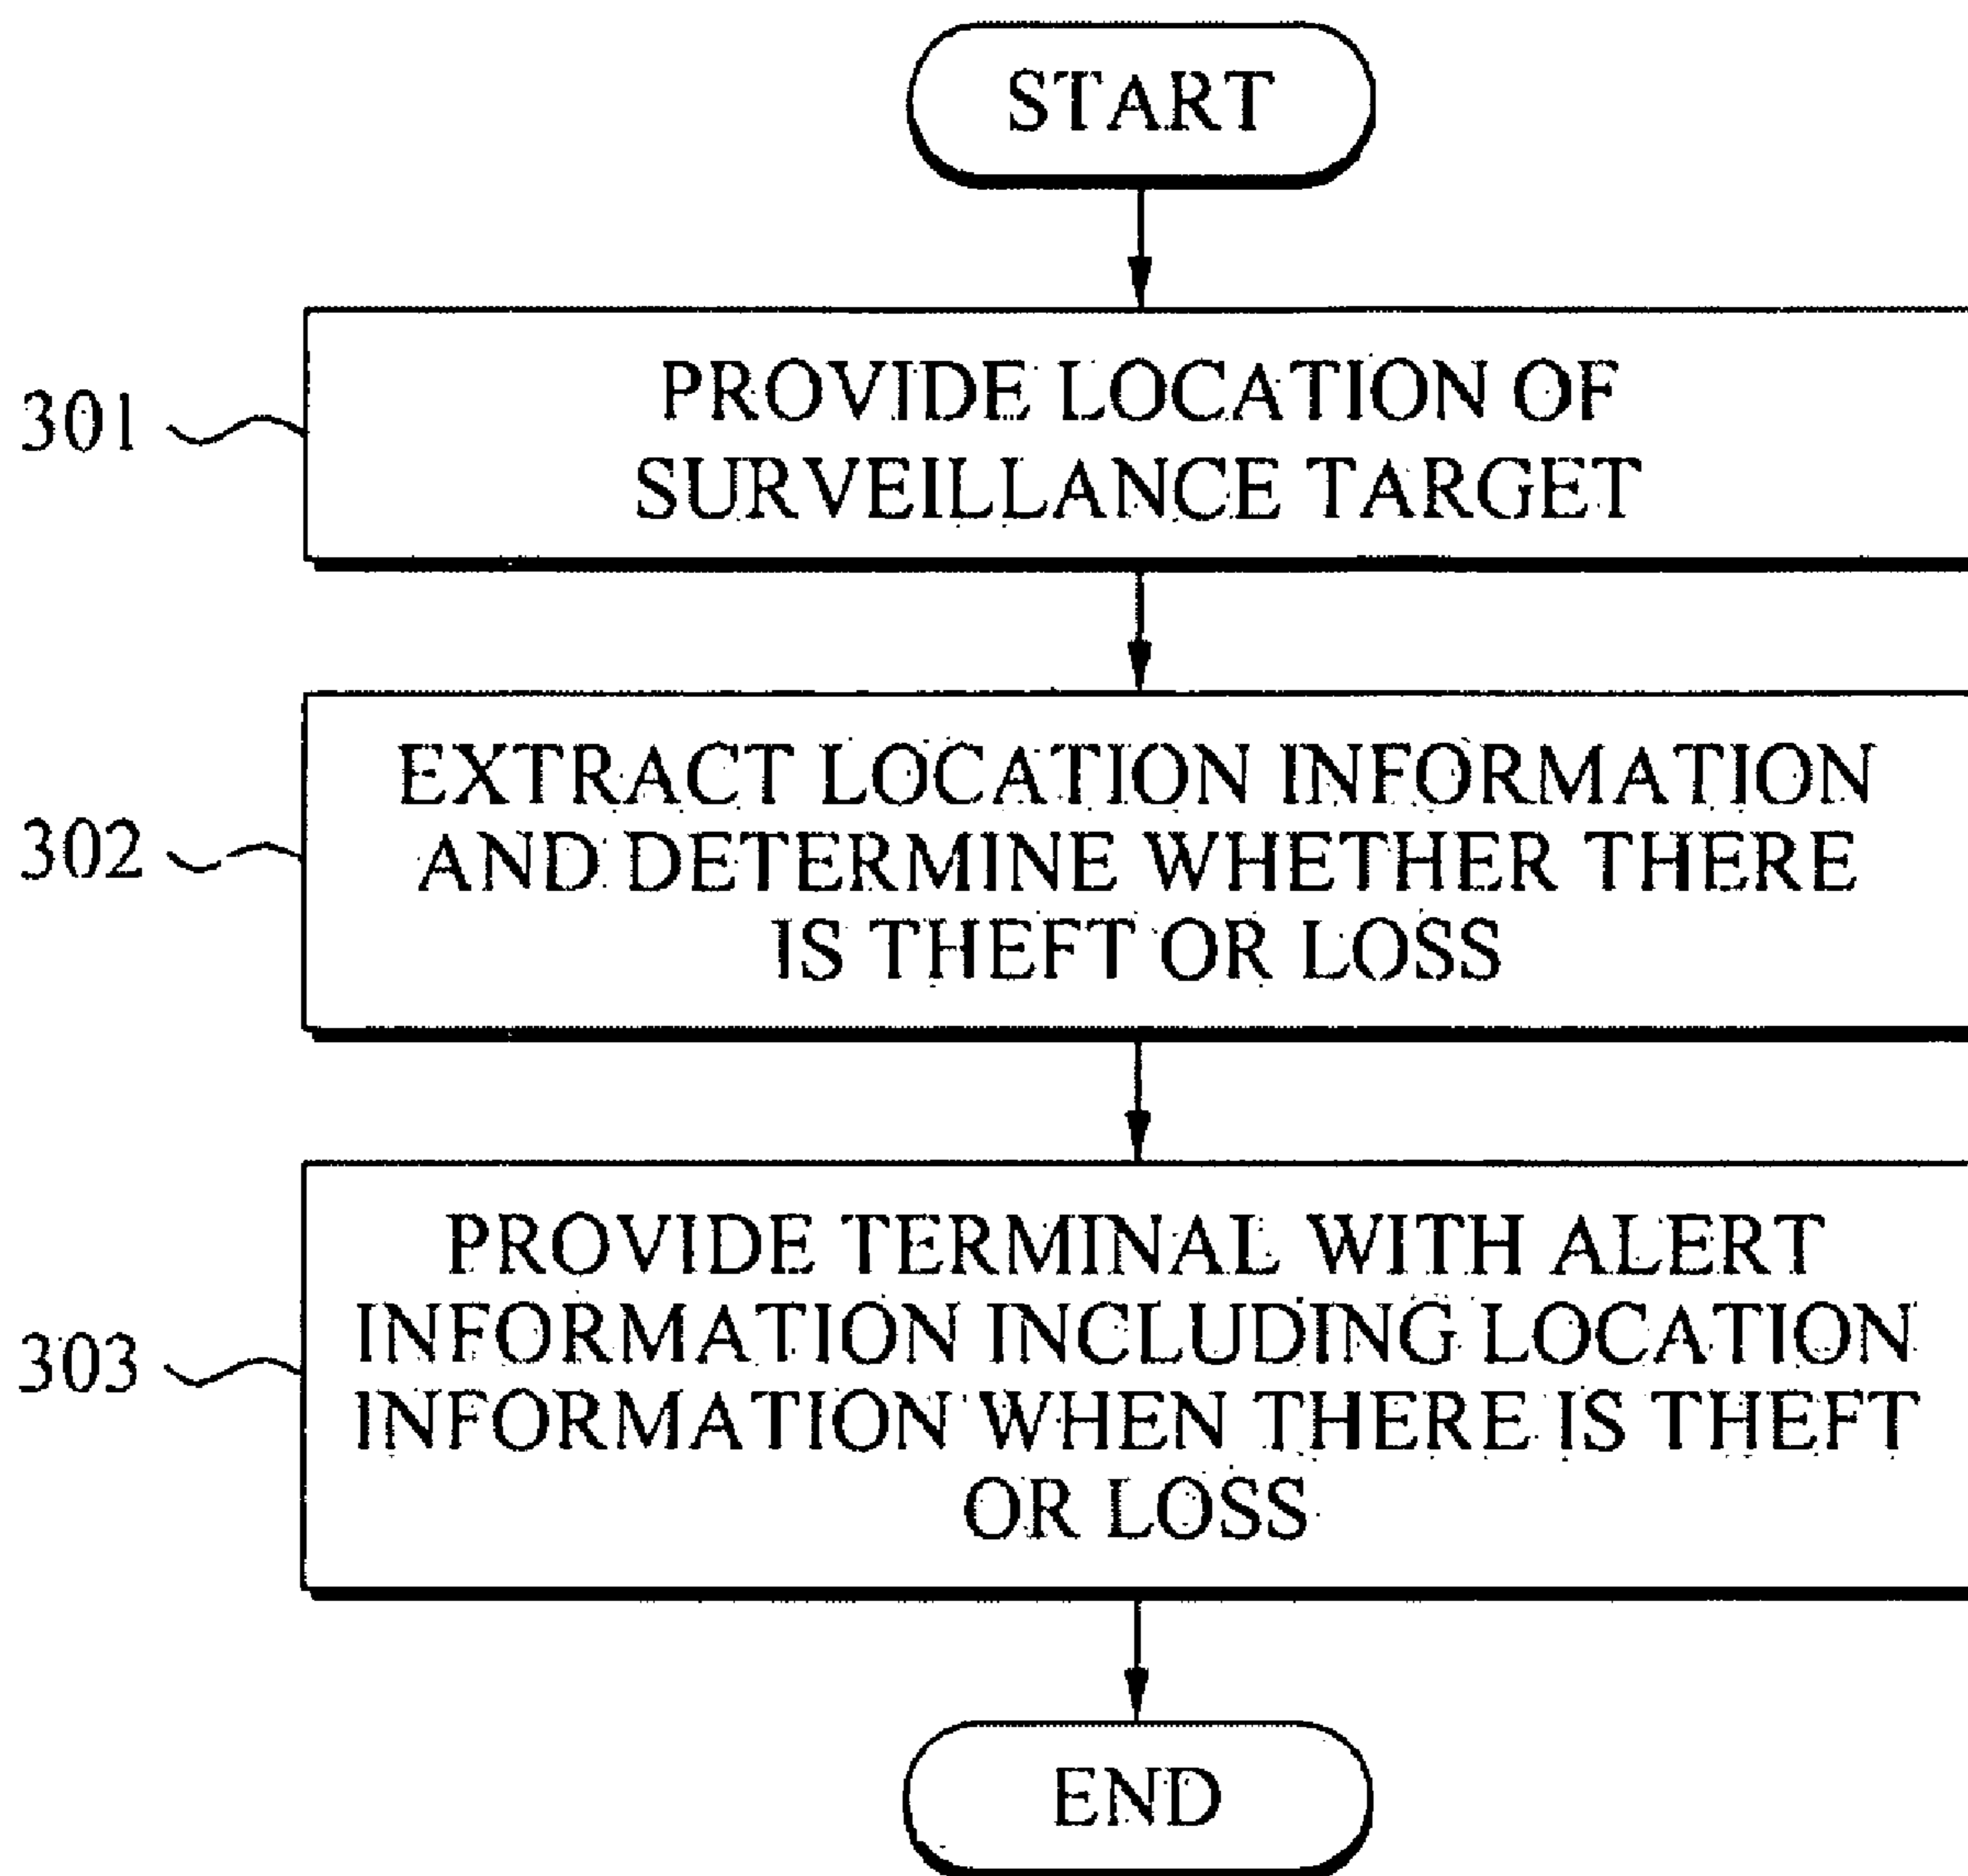 START
301
PROVIDE LOCATION OF
SURVEILLANCE TARGET
302
EXTRACT LOCATION INFORMATION
AND DETERMINE WHETHER THERE
IS THEFT OR LOSS
303
PROVIDE TERMINAL WITH ALERT
INFORMATION INCLUDING LOCATION
INFORMATION WHEN THERE IS THEFT
OR LOSS
END